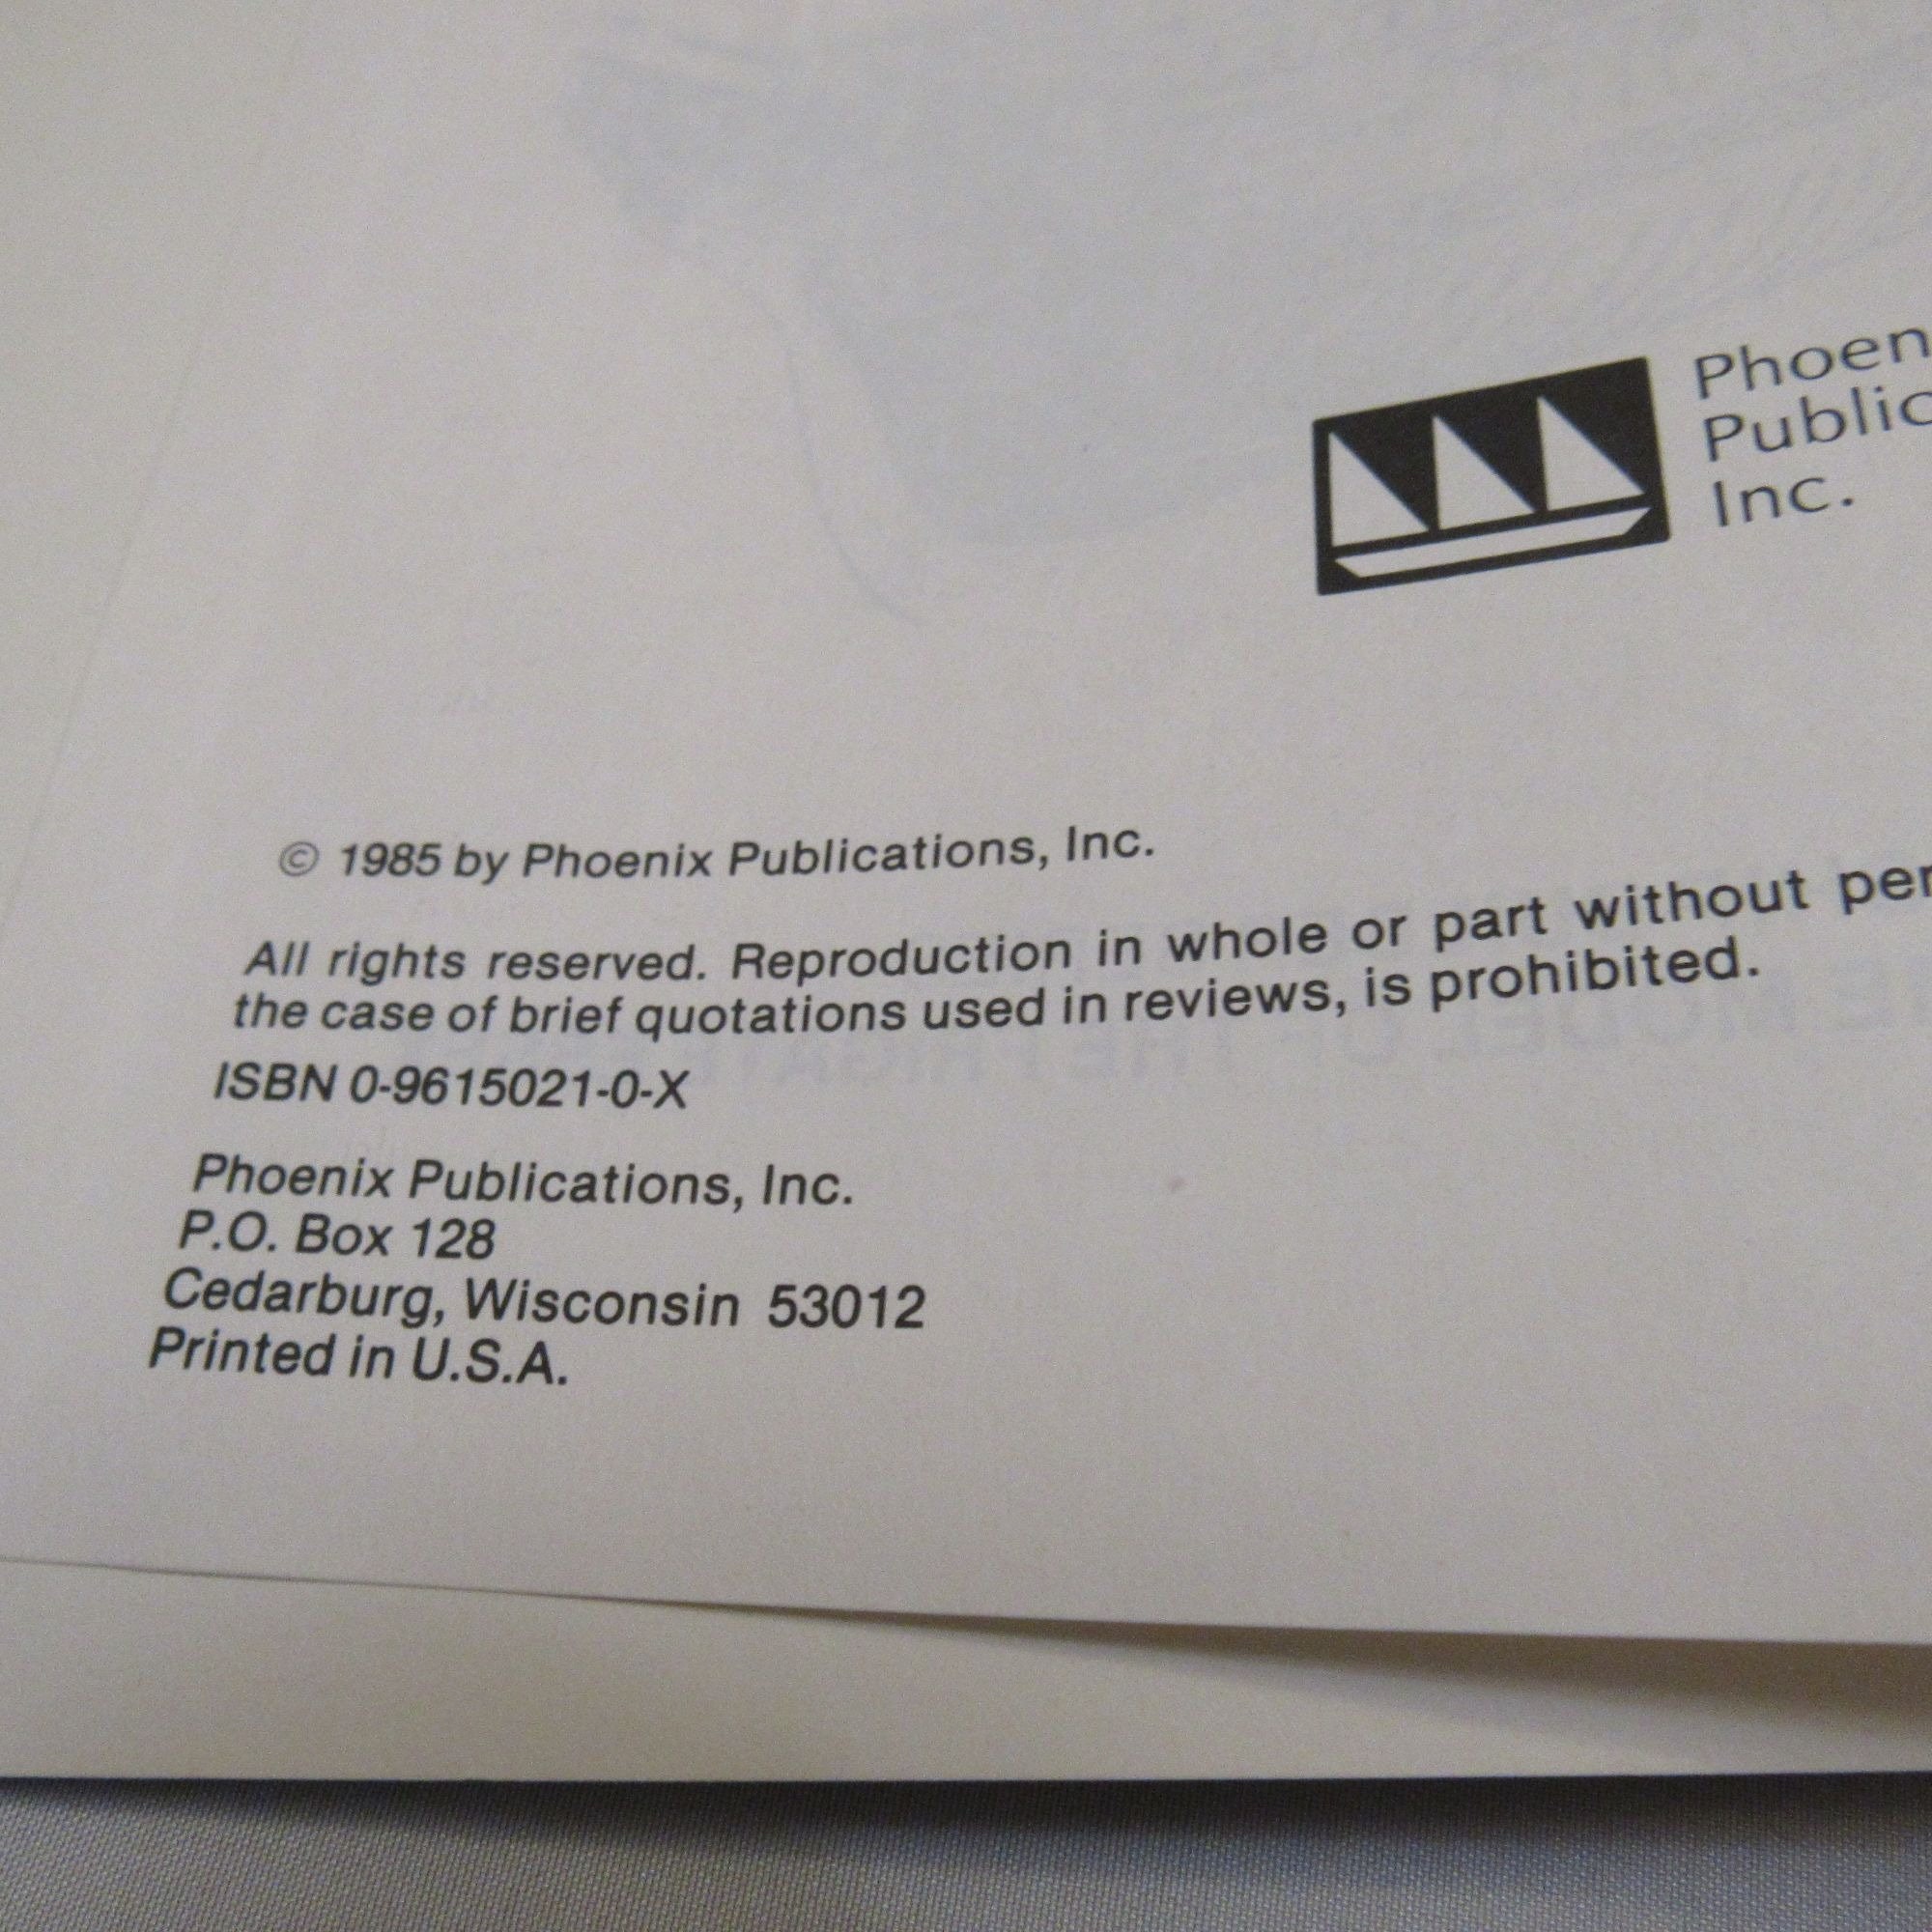 Phoen
Public
Inc.
© 1985 by Phoenix Publications, Inc.
All rights reserved. Reproduction in whole or part without per
the case of brief quotations used in reviews, is prohibited.
ISBN 0-9615021-0-X
Phoenix Publications, Inc.
P.O. Box 128
Cedarburg, Wisconsin 53012
Printed in U.S.A.